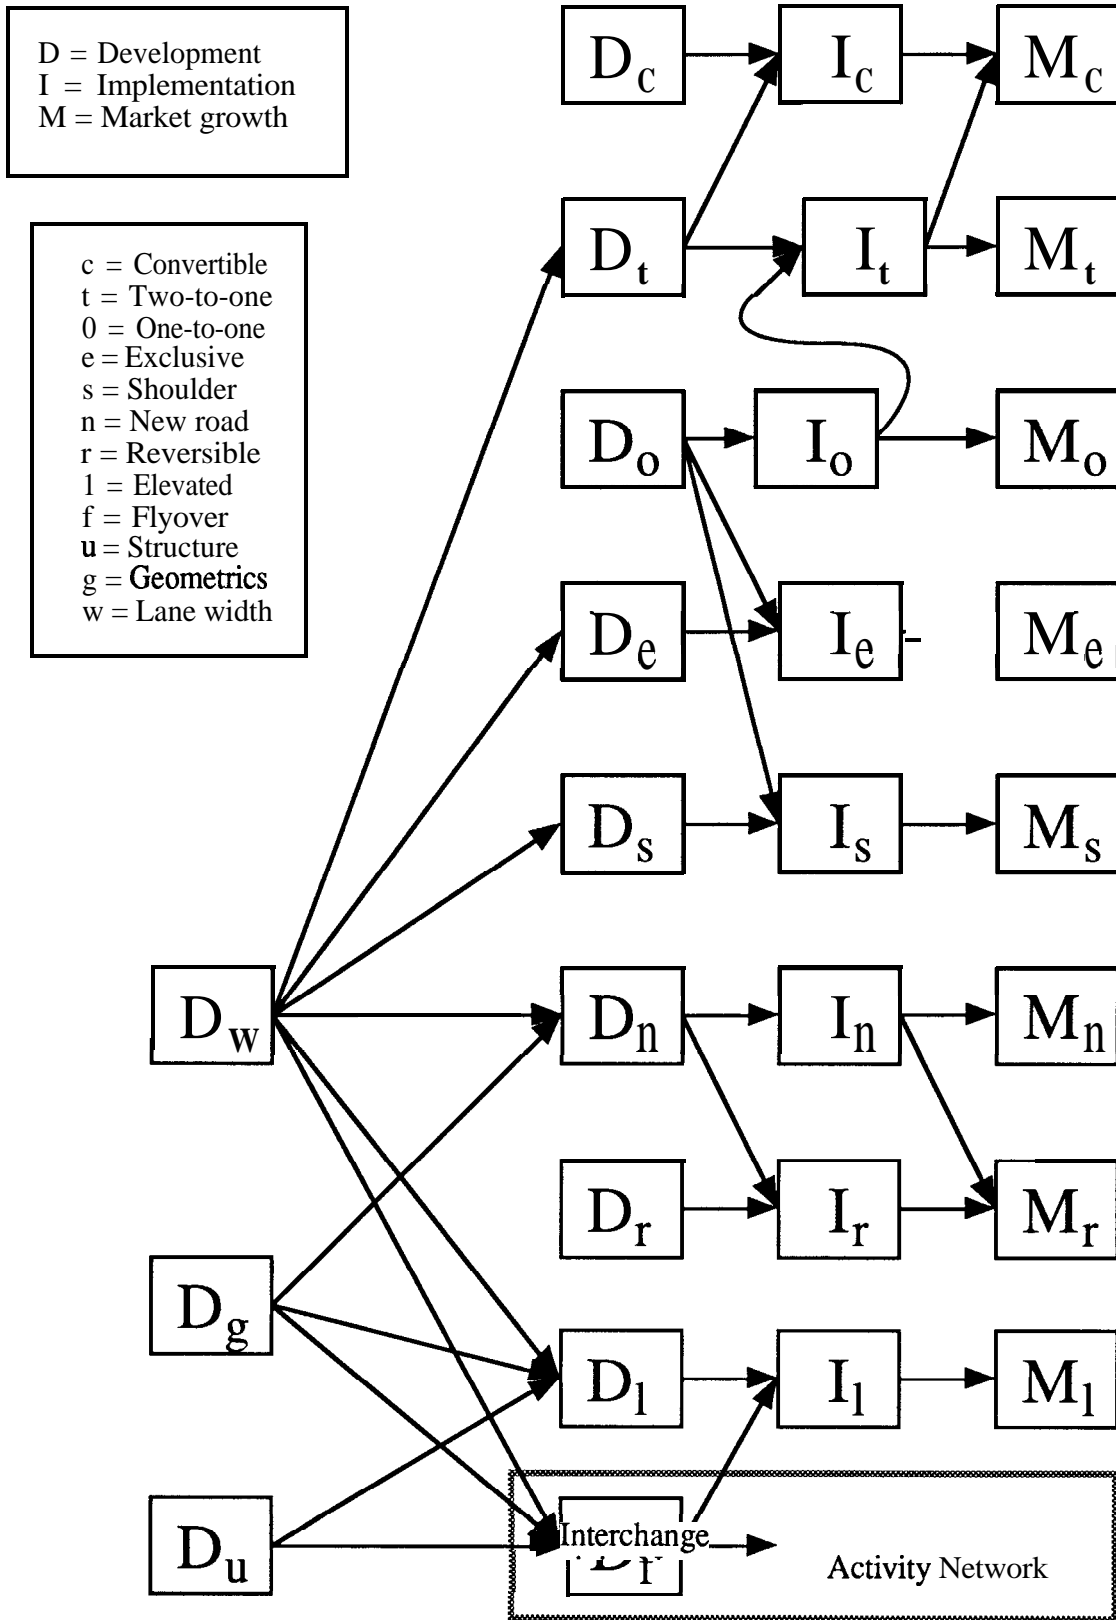 D = Development
I = Implementation
M = Market growth
c = Convertible
t = Two-to-one
0 = One-to-one
e = Exclusive
s = Shoulder
n = New road
r = Reversible
1 = Elevated
f = Flyover
u = Structure
g = Geometrics
w = Lane width
Dc Ic Mc
Dt It Mt
Do Io Mo
De Ie Me
Ds Is Ms
Dw Dn In Mn
Dr Ir Mr
Dg
Dl Il Ml
Du Df
Interchange
Activity Network